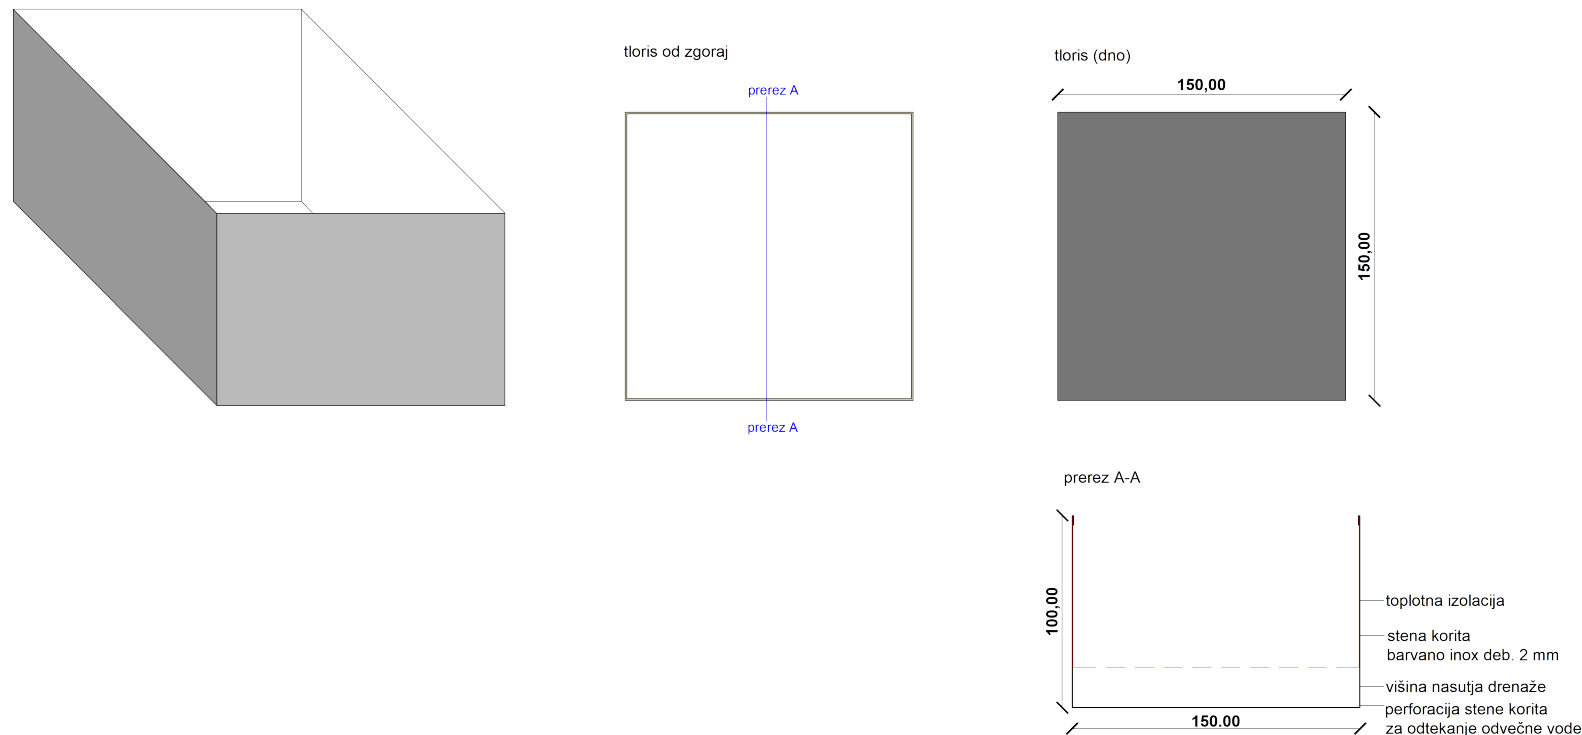 tloris od zgoraj
prerez A
prerez A
tloris (dno)
150,00
150,00
prerez A-A
100,00
toplotna izolacija
stena korita
barvano inox deb. 2 mm
višina nasutja drenaže
perforacija stene korita
za odtekanje odvečne vode
150.00